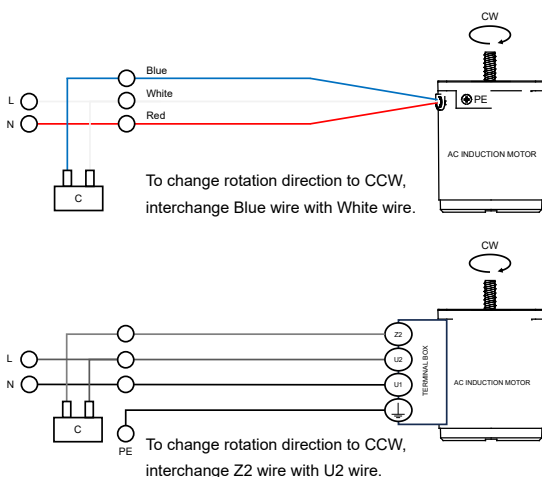 CW
Blue
L
White
PE
N
Red
AC INDUCTION MOTOR
C
To change rotation direction to CCW,
interchange Blue wire with White wire.
CW
Z2
L
U2
TERMINAL BOX
N
U1
AC INDUCTION MOTOR
C
PE
To change rotation direction to CCW,
interchange Z2 wire with U2 wire.